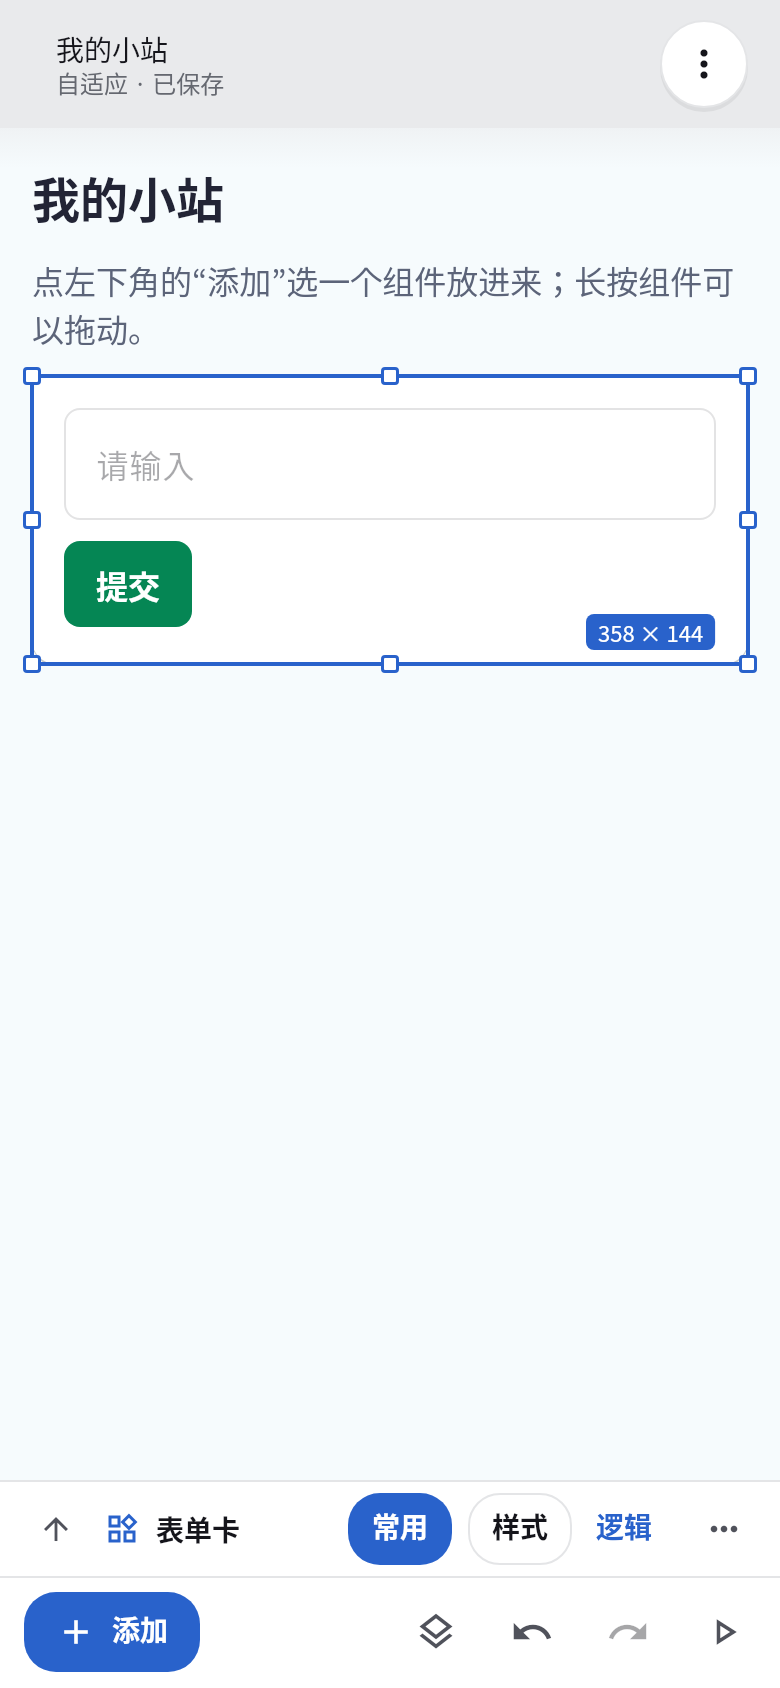 我的小站
自适应 · 已保存
我的小站
点左下角的“添加”选一个组件放进来；长按组件可
以拖动。
请输入
提交
358 × 144
表单卡
常用
样式
逻辑
添加